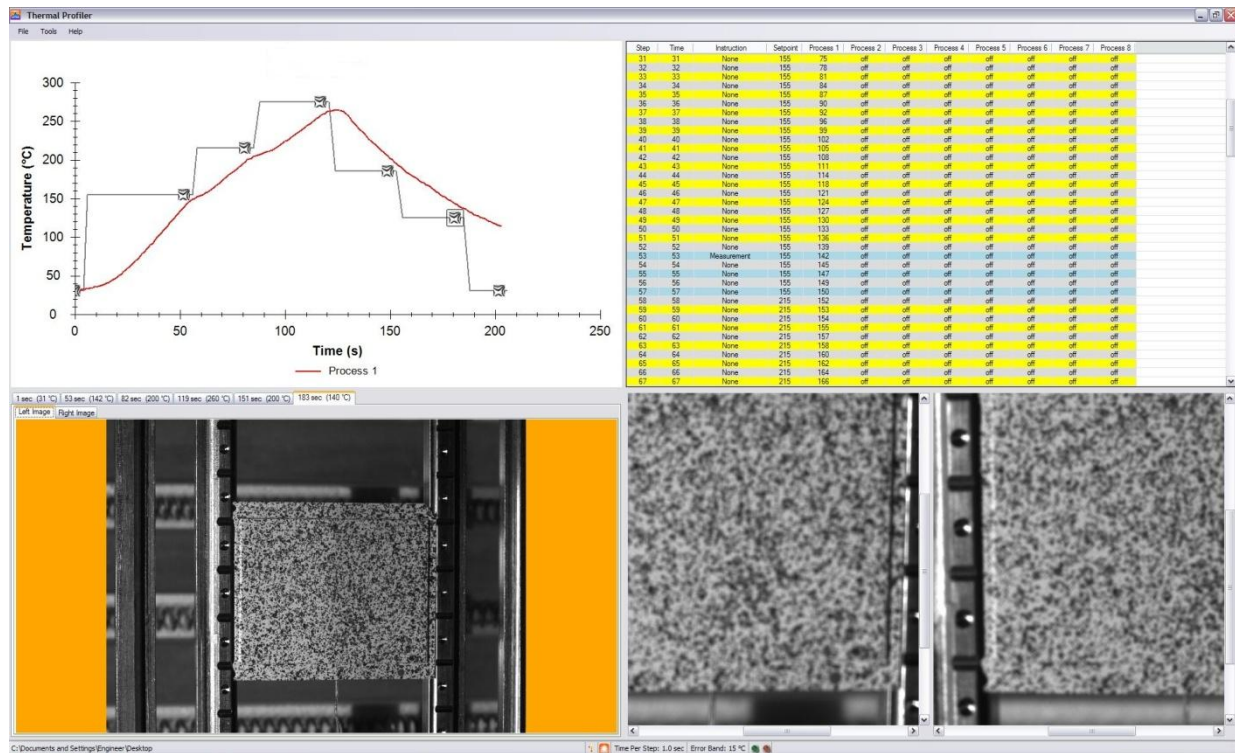 Thermal Profiler
File Tools Help
300
250
200
150
100
50
0
0 50 100 150 200 250
Temperature (°C)
Time (s)
Process 1
Step Time Instruction Setpoint Process 1 Process 2 Process 3 Process 4 Process 5 Process 6 Process 7 Process 8
31 31 None 155 75 off off off off off off off
32 32 None 155 78 off off off off off off off
33 33 None 155 81 off off off off off off off
34 34 None 155 84 off off off off off off off
35 35 None 155 87 off off off off off off off
36 36 None 155 90 off off off off off off off
37 37 None 155 92 off off off off off off off
38 38 None 155 96 off off off off off off off
39 39 None 155 99 off off off off off off off
40 40 None 155 102 off off off off off off off
41 41 None 155 105 off off off off off off off
42 42 None 155 108 off off off off off off off
43 43 None 155 111 off off off off off off off
44 44 None 155 114 off off off off off off off
45 45 None 155 118 off off off off off off off
46 46 None 155 121 off off off off off off off
47 47 None 155 124 off off off off off off off
48 48 None 155 127 off off off off off off off
49 49 None 155 130 off off off off off off off
50 50 None 155 133 off off off off off off off
51 51 None 155 136 off off off off off off off
52 52 None 155 139 off off off off off off off
53 53 Measurement 155 142 off off off off off off off
54 54 None 155 145 off off off off off off off
55 55 None 155 147 off off off off off off off
56 56 None 155 149 off off off off off off off
57 57 None 155 150 off off off off off off off
58 58 None 215 152 off off off off off off off
59 59 None 215 153 off off off off off off off
60 60 None 215 154 off off off off off off off
61 61 None 215 155 off off off off off off off
62 62 None 215 157 off off off off off off off
63 63 None 215 158 off off off off off off off
64 64 None 215 160 off off off off off off off
65 65 None 215 162 off off off off off off off
66 66 None 215 164 off off off off off off off
67 67 None 215 166 off off off off off off off
1 sec (31 °C) 53 sec (142 °C) 82 sec (200 °C) 119 sec (260 °C) 151 sec (200 °C) 183 sec (140 °C)
Left Image Right Image
C:\Documents and Settings\Engineer\Desktop
Time Per Step: 1.0 sec Error Band: 15 °C